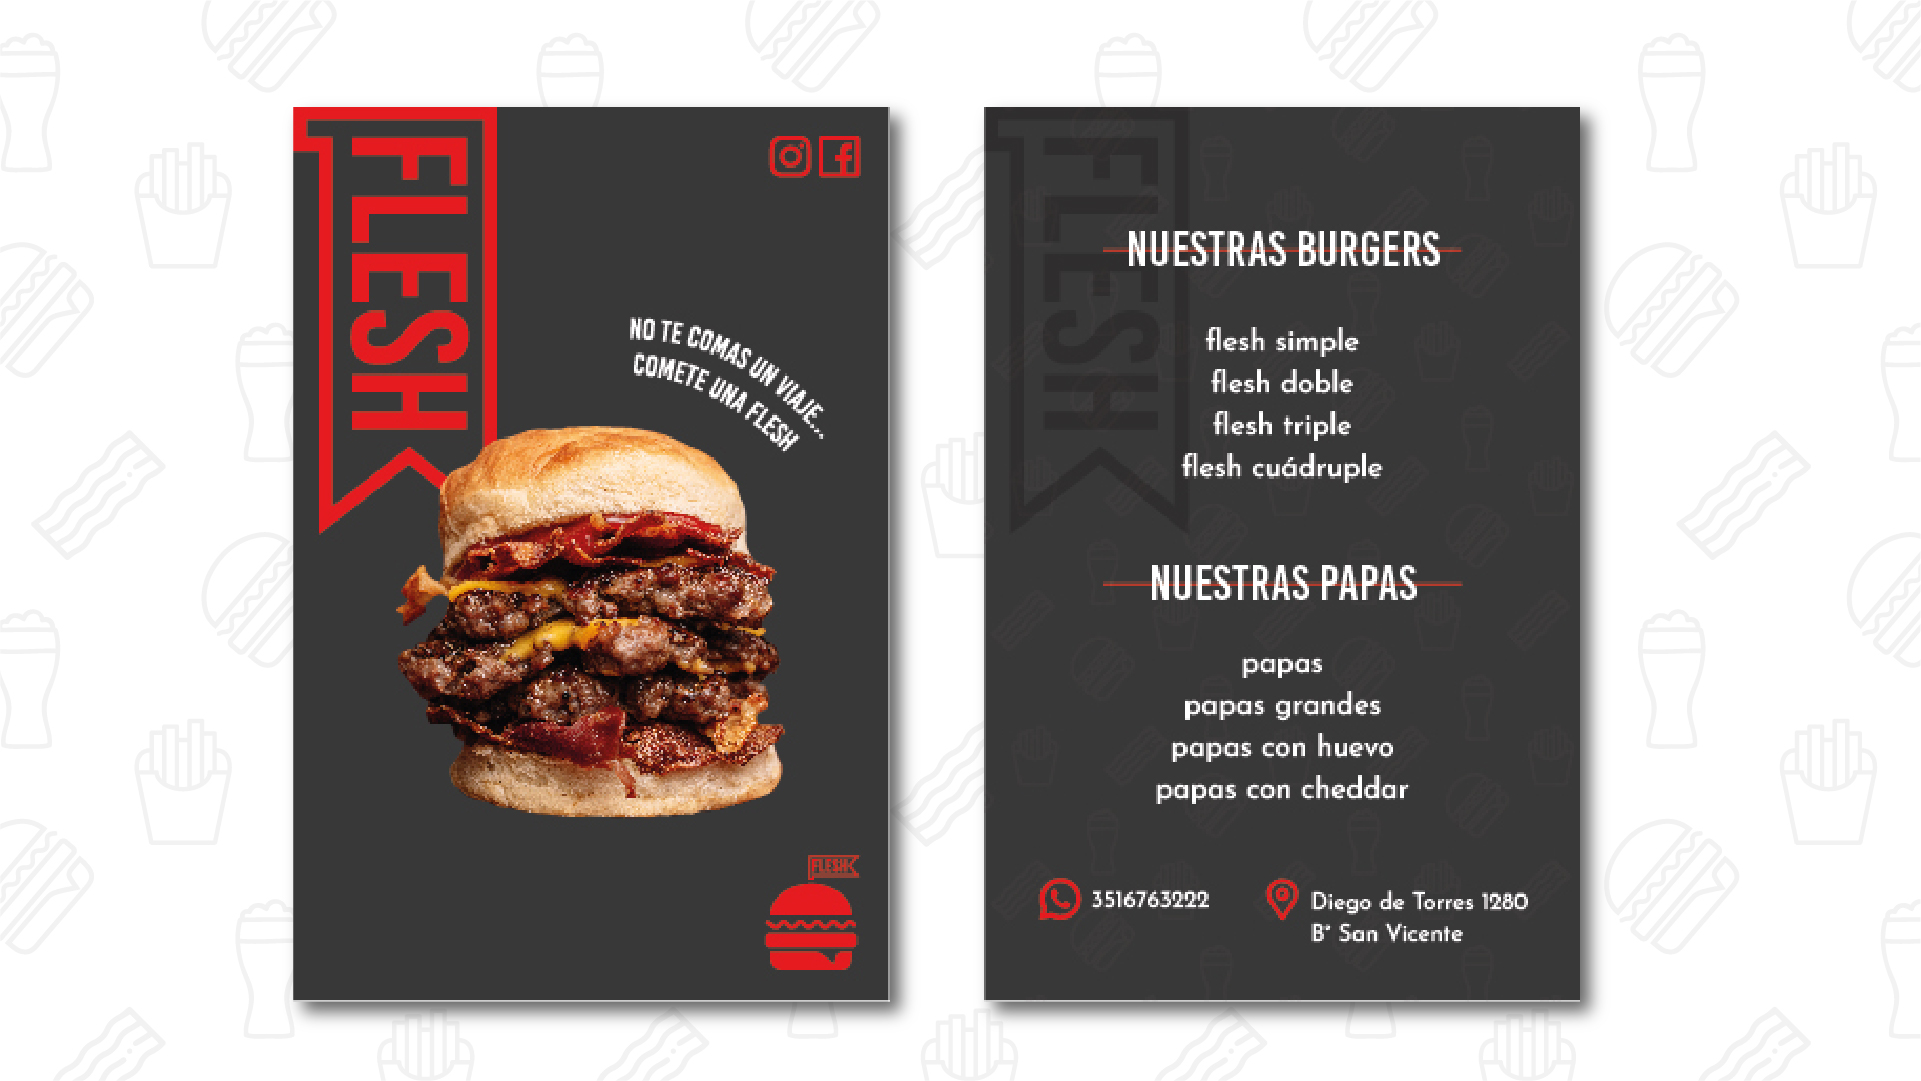 FLESH
NO TE COMAS UN VIAJE...
COMETE UNA FLESH
FLESH
FLESH
NUESTRAS BURGERS
flesh simple
flesh doble
flesh triple
flesh cuádruple
NUESTRAS PAPAS
papas
papas grandes
papas con huevo
papas con cheddar
3516763222
Diego de Torres 1280
B° San Vicente